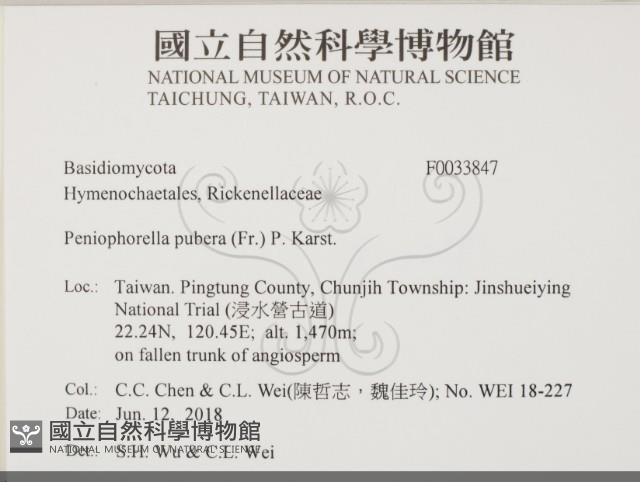 國立自然科學博物館
NATIONAL MUSEUM OF NATURAL SCIENCE
TAICHUNG, TAIWAN, R.O.C.
Basidiomycota F0033847
Hymenochaetales, Rickenellaceae
Peniophorella pubera (Fr.) P. Karst.
Loc.: Taiwan. Pingtung County, Chunjih Township: Jinshueiying
National Trial (浸水營古道)
22.24N, 120.45E; alt. 1,470m;
on fallen trunk of angiosperm
Col.: C.C. Chen & C.L. Wei(陳哲志，魏佳玲); No. WEI 18-227
Date: Jun. 12, 2018
國立自然科學博物館
NATIONAL MUSEUM OF NATURAL SCIENCE
Det.: S.H. Wu & C.L. Wei